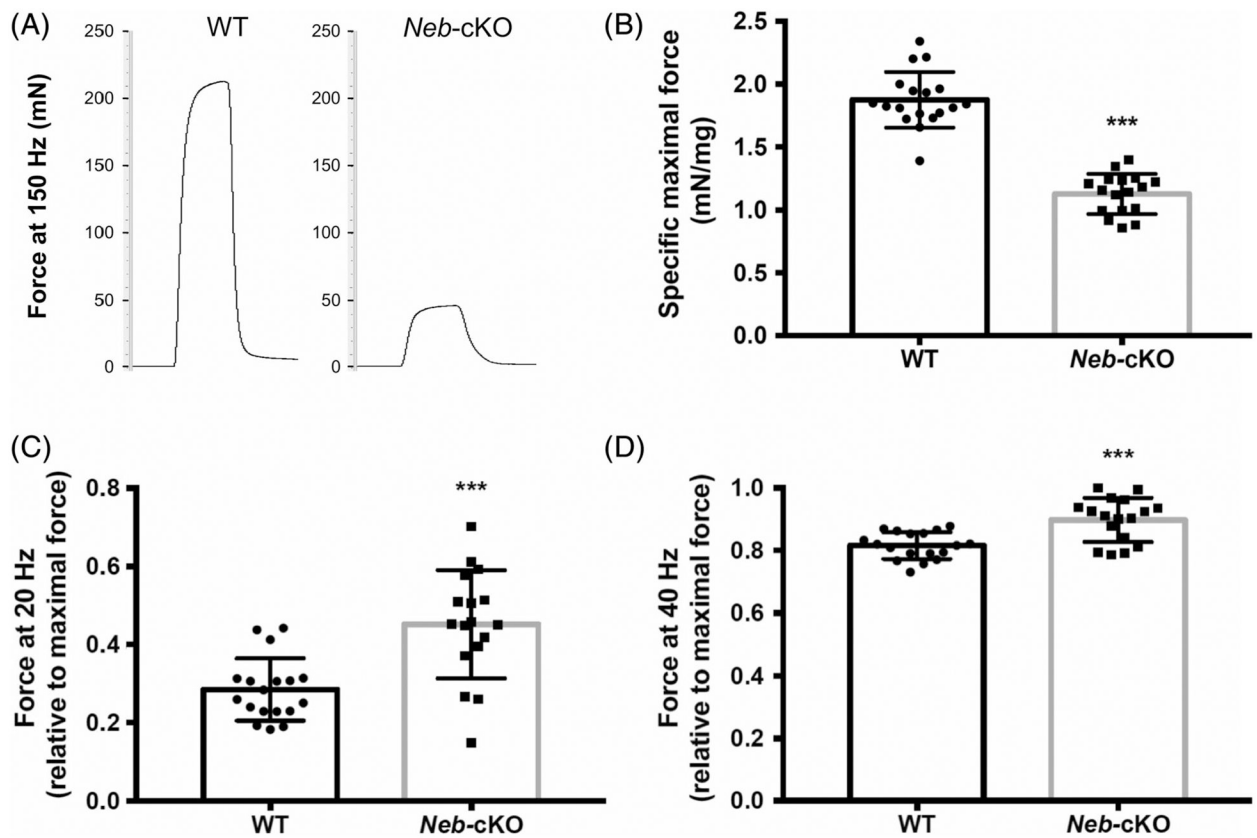 (A)
WT
Neb-cKO
Force at 150 Hz (mN)
250
200
150
100
50
0
250
200
150
100
50
0
(B)
Specific maximal force
(mN/mg)
2.5
2.0
1.5
1.0
0.5
0.0
***
WT
Neb-cKO
(C)
Force at 20 Hz
(relative to maximal force)
0.8
0.6
0.4
0.2
0.0
***
WT
Neb-cKO
(D)
Force at 40 Hz
(relative to maximal force)
1.0
0.8
0.6
0.4
0.2
0.0
***
WT
Neb-cKO